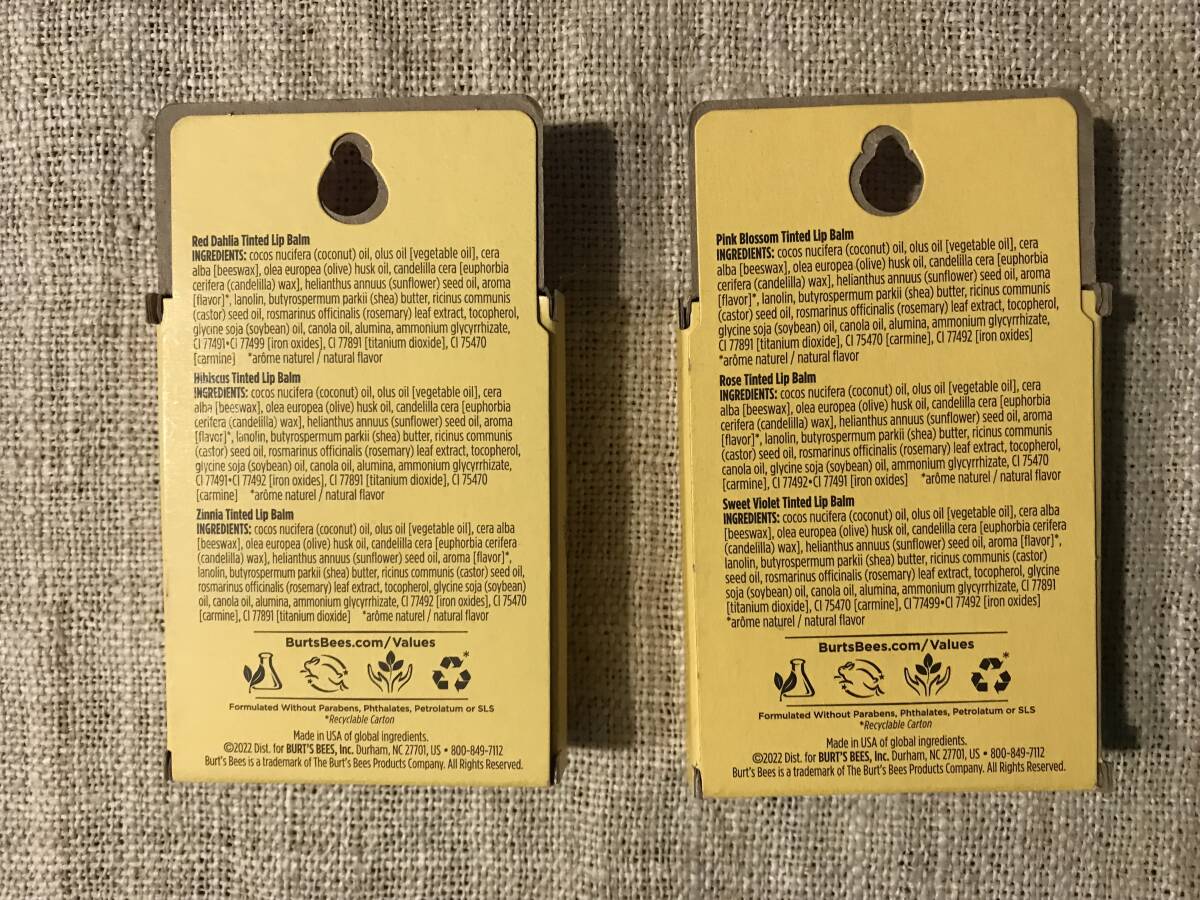 Red Dahlia Tinted Lip Balm
INGREDIENTS: cocos nucifera (coconut) oil, olus oil [vegetable oil], cera
alba [beeswax], olea europea (olive) husk oil, candelilla cera [euphorbia
cerifera (candelilla) wax], helianthus annuus (sunflower) seed oil, aroma
[flavor]*, lanolin, butyrospermum parkii (shea) butter, ricinus communis
(castor) seed oil, rosmarinus officinalis (rosemary) leaf extract, tocopherol,
glycine soja (soybean) oil, canola oil, alumina, ammonium glycyrrhizate,
CI 77491•CI 77499 [iron oxides], CI 77891 [titanium dioxide], CI 75470
[carmine] *arôme naturel / natural flavor
Hibiscus Tinted Lip Balm
INGREDIENTS: cocos nucifera (coconut) oil, olus oil [vegetable oil], cera
alba [beeswax], olea europea (olive) husk oil, candelilla cera [euphorbia
cerifera (candelilla) wax], helianthus annuus (sunflower) seed oil, aroma
[flavor]*, lanolin, butyrospermum parkii (shea) butter, ricinus communis
(castor) seed oil, rosmarinus officinalis (rosemary) leaf extract, tocopherol,
glycine soja (soybean) oil, canola oil, alumina, ammonium glycyrrhizate,
CI 77491•CI 77492 [iron oxides], CI 77891 [titanium dioxide], CI 75470
[carmine] *arôme naturel / natural flavor
Zinnia Tinted Lip Balm
INGREDIENTS: cocos nucifera (coconut) oil, olus oil [vegetable oil], cera alba
[beeswax], olea europea (olive) husk oil, candelilla cera [euphorbia cerifera
(candelilla) wax], helianthus annuus (sunflower) seed oil, aroma [flavor]*,
lanolin, butyrospermum parkii (shea) butter, ricinus communis (castor) seed oil,
rosmarinus officinalis (rosemary) leaf extract, tocopherol, glycine soja (soybean)
oil, canola oil, alumina, ammonium glycyrrhizate, CI 77492 [iron oxides], CI 75470
[carmine], CI 77891 [titanium dioxide] *arôme naturel / natural flavor
BurtsBees.com/Values
*
Formulated Without Parabens, Phthalates, Petrolatum or SLS
*Recyclable Carton
Made in USA of global ingredients.
©2022 Dist. for BURT'S BEES, Inc. Durham, NC 27701, US • 800-849-7112
Burt's Bees is a trademark of The Burt's Bees Products Company. All Rights Reserved.
Pink Blossom Tinted Lip Balm
INGREDIENTS: cocos nucifera (coconut) oil, olus oil [vegetable oil], cera
alba [beeswax], olea europea (olive) husk oil, candelilla cera [euphorbia
cerifera (candelilla) wax], helianthus annuus (sunflower) seed oil, aroma
[flavor]*, lanolin, butyrospermum parkii (shea) butter, ricinus communis
(castor) seed oil, rosmarinus officinalis (rosemary) leaf extract, tocopherol,
glycine soja (soybean) oil, canola oil, alumina, ammonium glycyrrhizate,
CI 77891 [titanium dioxide], CI 75470 [carmine], CI 77492 [iron oxides]
*arôme naturel / natural flavor
Rose Tinted Lip Balm
INGREDIENTS: cocos nucifera (coconut) oil, olus oil [vegetable oil], cera
alba [beeswax], olea europea (olive) husk oil, candelilla cera [euphorbia
cerifera (candelilla) wax], helianthus annuus (sunflower) seed oil, aroma
[flavor]*, lanolin, butyrospermum parkii (shea) butter, ricinus communis
(castor) seed oil, rosmarinus officinalis (rosemary) leaf extract, tocopherol,
canola oil, glycine soja (soybean) oil, ammonium glycyrrhizate, CI 75470
[carmine], CI 77492•CI 77491 [iron oxides] *arôme naturel / natural flavor
Sweet Violet Tinted Lip Balm
INGREDIENTS: cocos nucifera (coconut) oil, olus oil [vegetable oil], cera alba
[beeswax], olea europea (olive) husk oil, candelilla cera [euphorbia cerifera
(candelilla) wax], helianthus annuus (sunflower) seed oil, aroma [flavor]*,
lanolin, butyrospermum parkii (shea) butter, ricinus communis (castor)
seed oil, rosmarinus officinalis (rosemary) leaf extract, tocopherol, glycine
soja (soybean) oil, canola oil, alumina, ammonium glycyrrhizate, CI 77891
[titanium dioxide], CI 75470 [carmine], CI 77499•CI 77492 [iron oxides]
*arôme naturel / natural flavor
BurtsBees.com/Values
*
Formulated Without Parabens, Phthalates, Petrolatum or SLS
*Recyclable Carton
Made in USA of global ingredients.
©2022 Dist. for BURT'S BEES, Inc. Durham, NC 27701, US • 800-849-7112
Burt's Bees is a trademark of The Burt's Bees Products Company. All Rights Reserved.